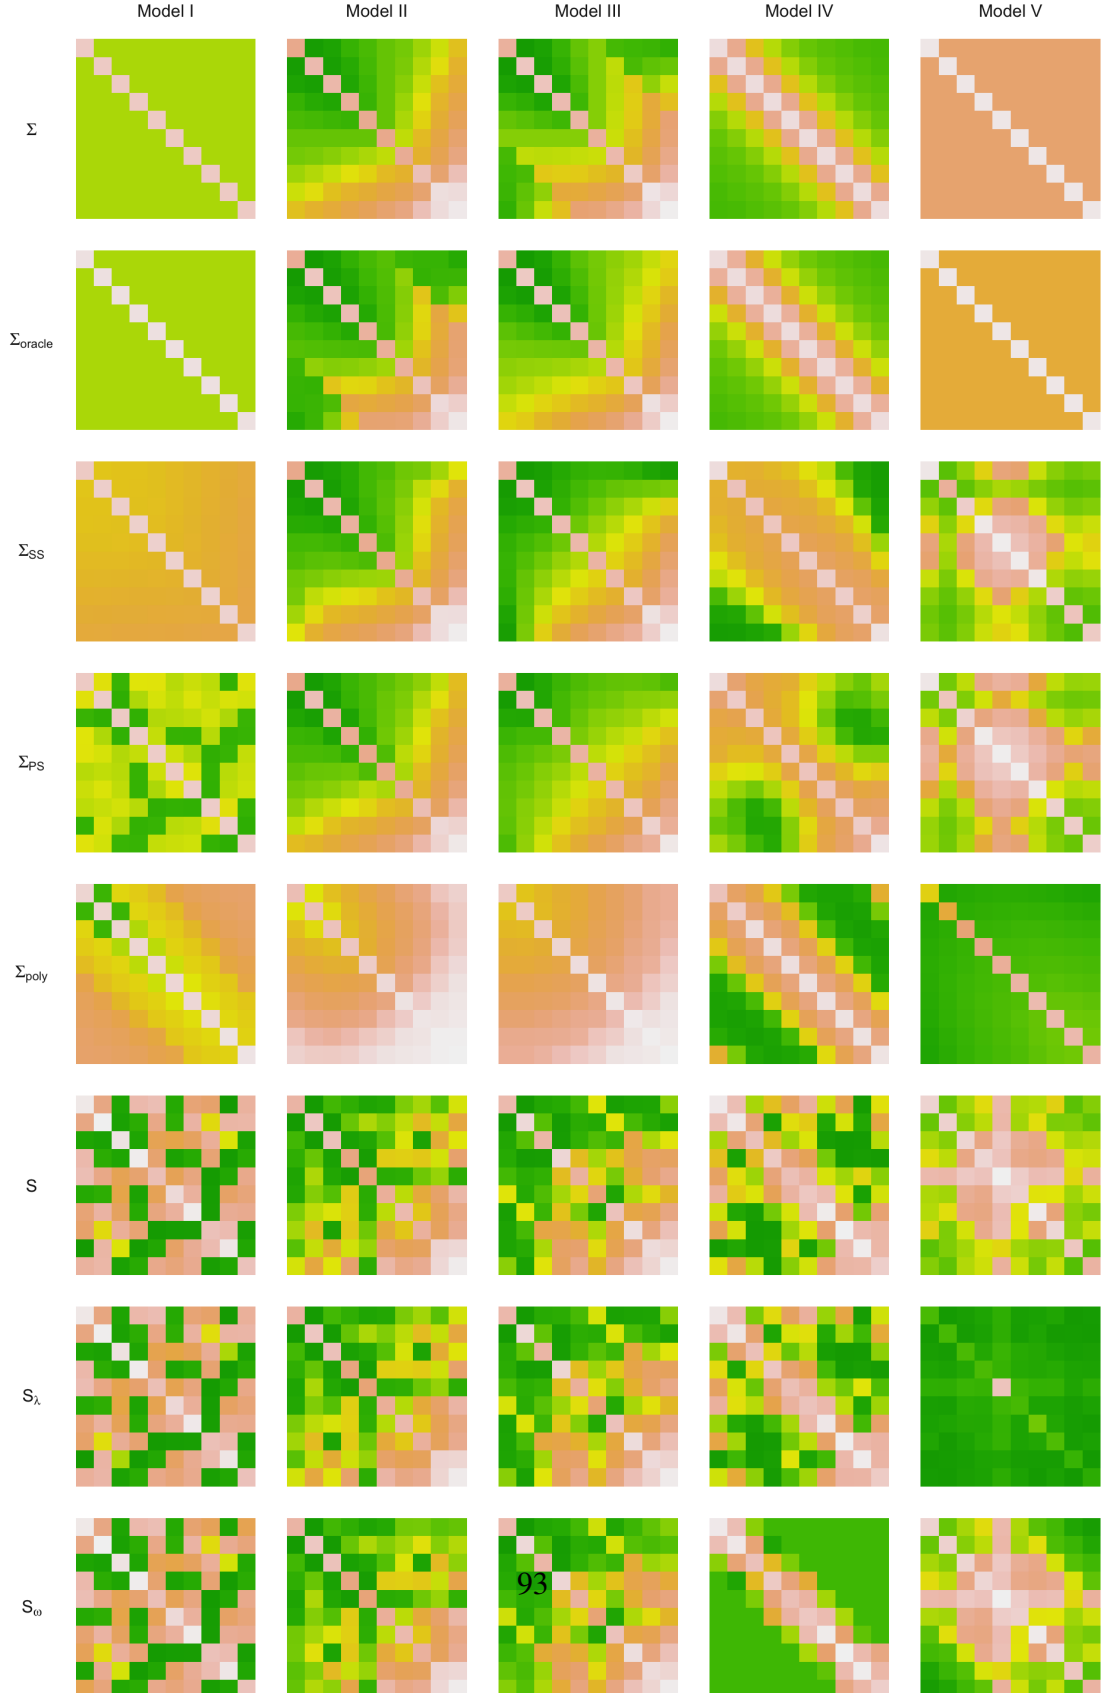 Model I Model II Model III Model IV Model V
Σ
Σoracle
ΣSS
ΣPS
Σpoly
S
Sλ
Sω
93